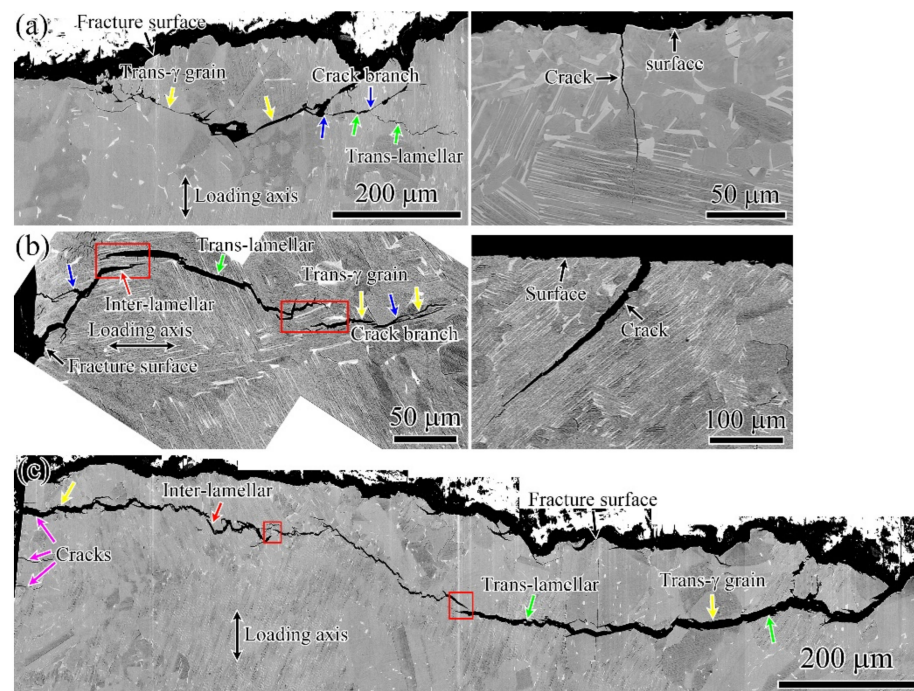 (a)
Fracture surface
Trans-γ grain
Crack branch
Trans-lamellar
Loading axis
200 μm
surface
Crack
50 μm
(b)
Trans-lamellar
Trans-γ grain
Inter-lamellar
Loading axis
Crack branch
Fracture surface
50 μm
Surface
Crack
100 μm
(c)
Inter-lamellar
Fracture surface
Cracks
Trans-lamellar
Trans-γ grain
Loading axis
200 μm